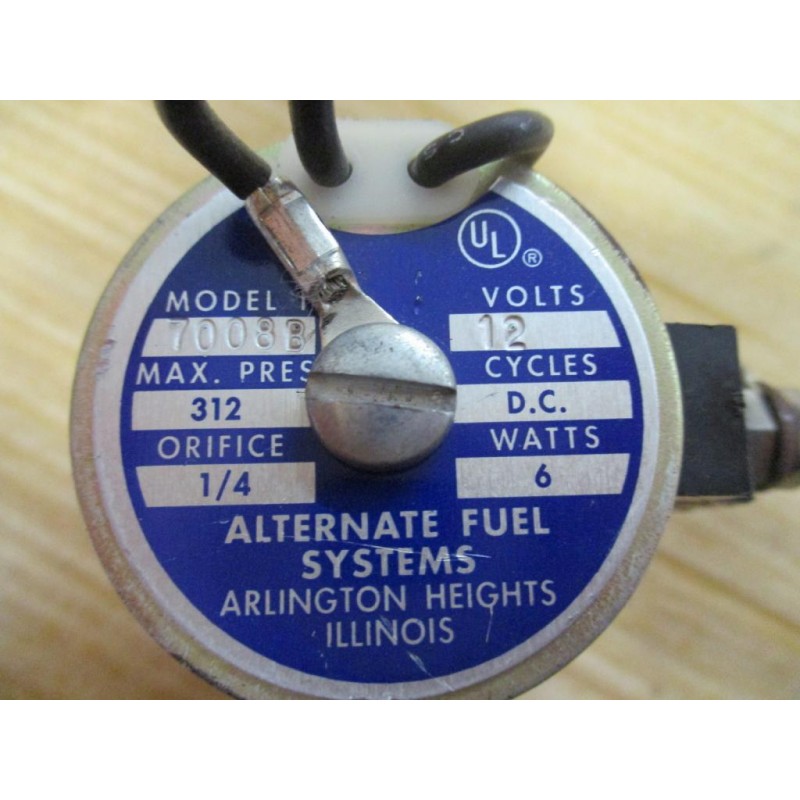 UL ®
MODEL
VOLTS
7008B
12
MAX. PRES
CYCLES
312
D.C.
ORIFICE
WATTS
1/4
6
ALTERNATE FUEL
SYSTEMS
ARLINGTON HEIGHTS
ILLINOIS